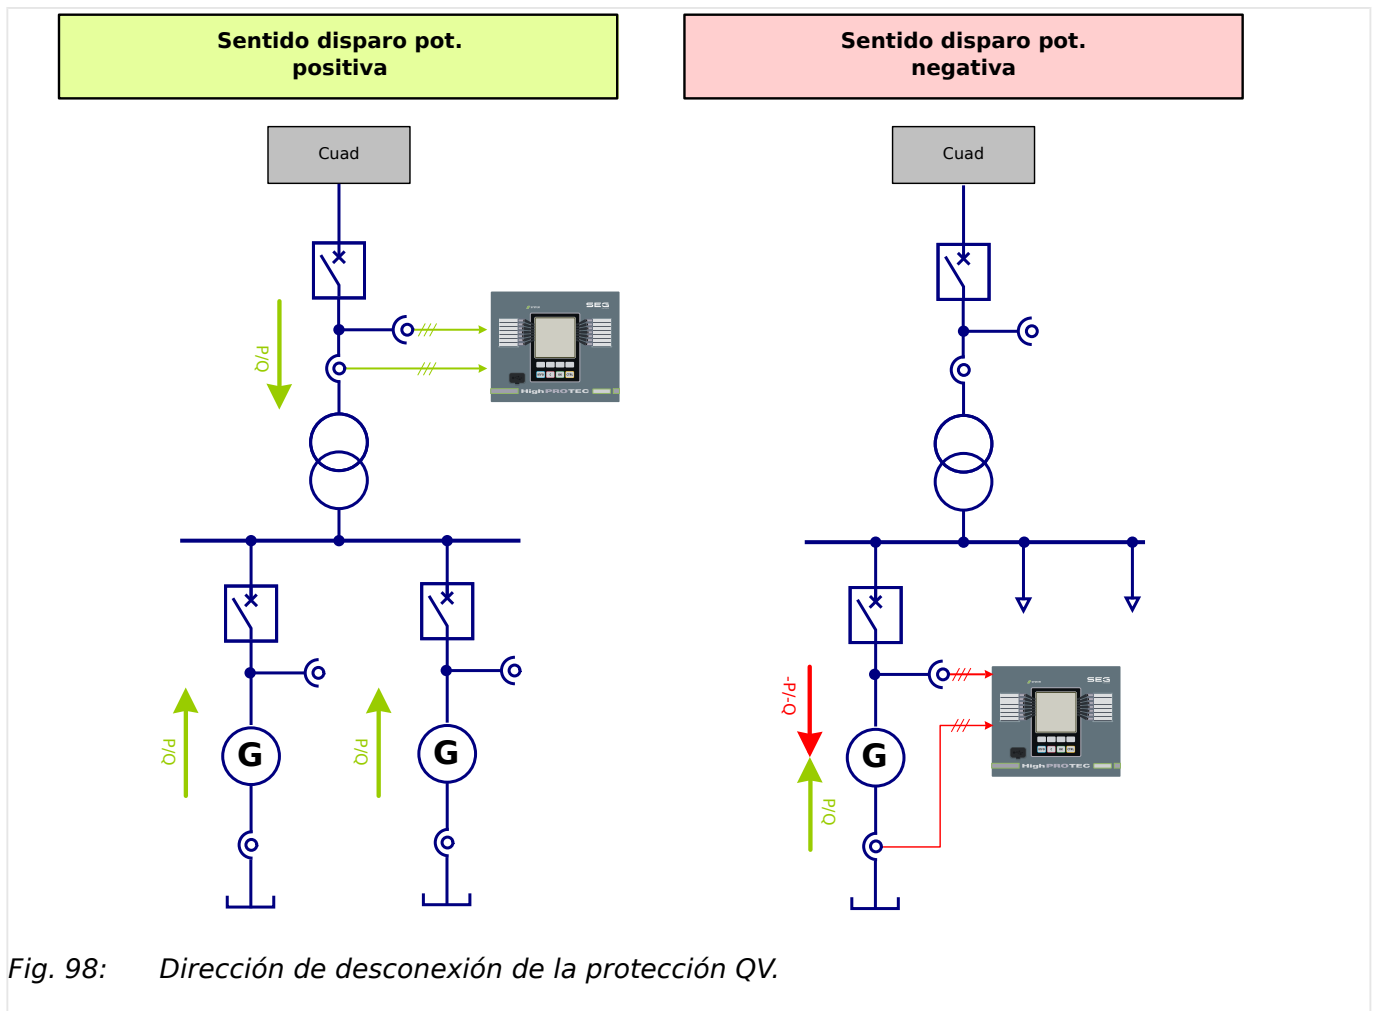 Sentido disparo pot.
positiva
Sentido disparo pot.
negativa
Cuad
Cuad
P/Q
SEG
HighPROTEC
P/Q
G
P/Q
G
-P/-Q
P/Q
G
SEG
HighPROTEC
Fig. 98: Dirección de desconexión de la protección QV.